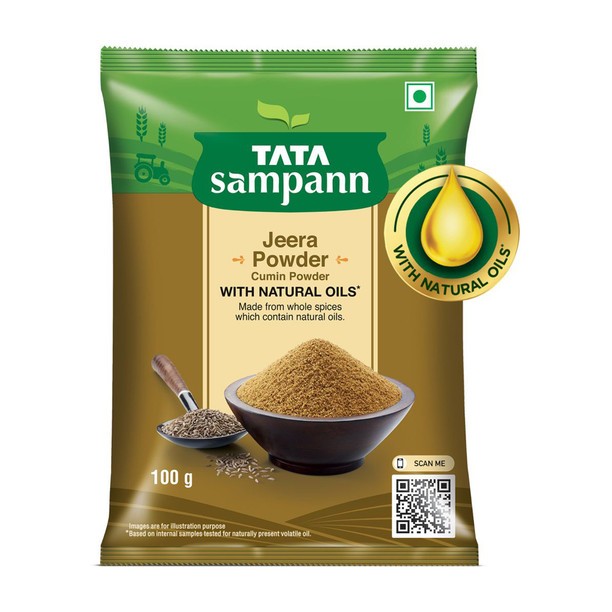 TATA
sampann
Jeera
Powder
Cumin Powder
WITH NATURAL OILS*
Made from whole spices
which contain natural oils.
WITH NATURAL OILS*
100 g
SCAN ME
Images are for illustration purpose
*Based on internal samples tested for naturally present volatile oil.